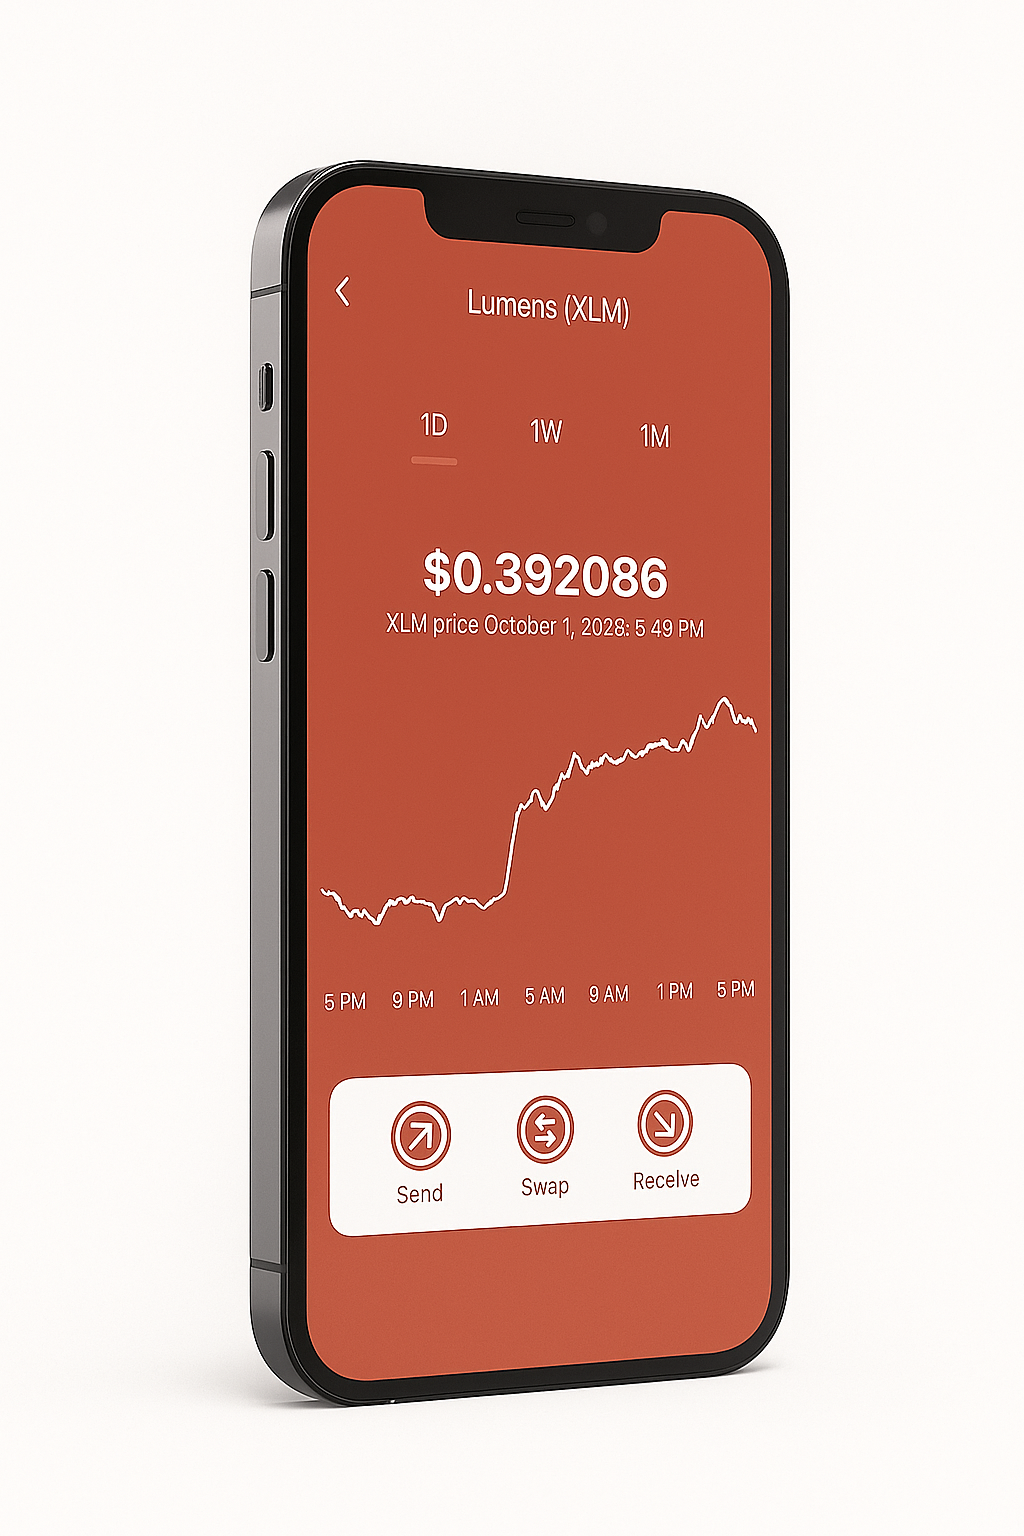 Lumens (XLM)
1D 1W 1M
$0.392086
XLM price October 1, 2028: 5 49 PM
5 PM 9 PM 1 AM 5 AM 9 AM 1 PM 5 PM
Send Swap Recelve